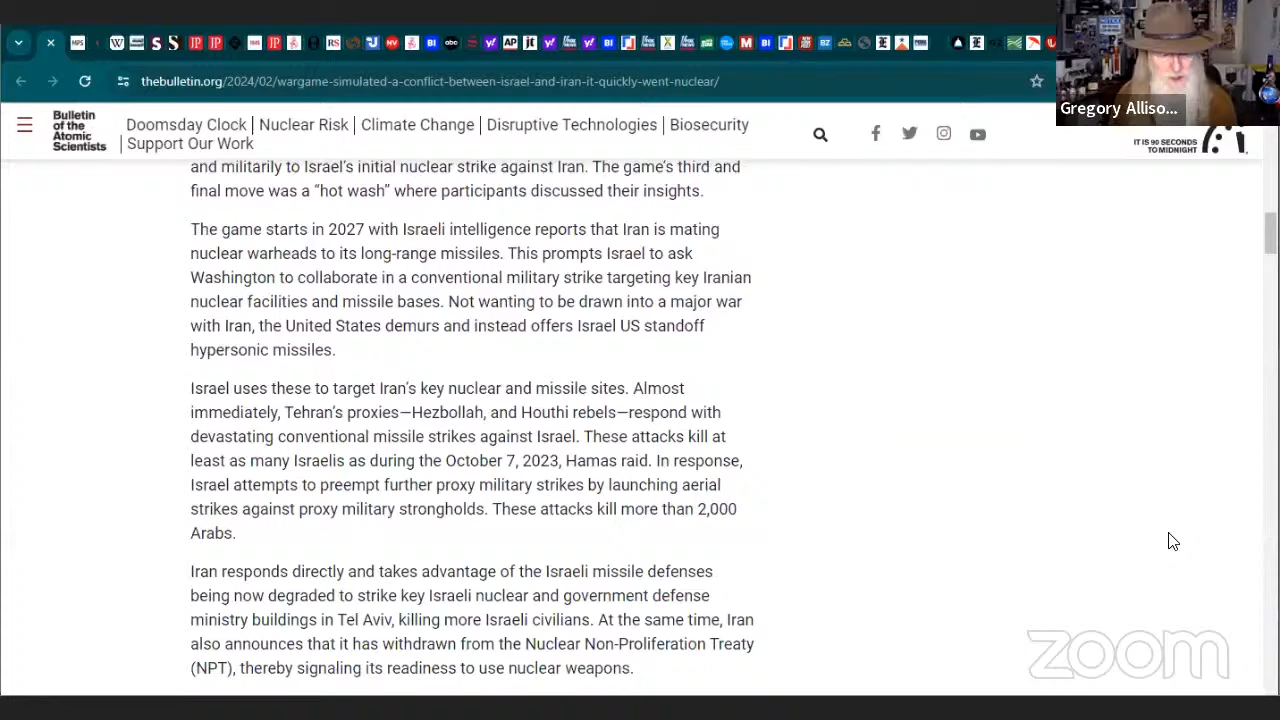 thebulletin.org/2024/02/wargame-simulated-a-conflict-between-israel-and-iran-it-quickly-went-nuclear/
Gregory Alliso...
Bulletin
of the
Atomic
Scientists
Doomsday Clock | Nuclear Risk | Climate Change | Disruptive Technologies | Biosecurity
| Support Our Work
IT IS 90 SECONDS
TO MIDNIGHT
and militarily to Israel's initial nuclear strike against Iran. The game's third and
final move was a “hot wash” where participants discussed their insights.
The game starts in 2027 with Israeli intelligence reports that Iran is mating
nuclear warheads to its long-range missiles. This prompts Israel to ask
Washington to collaborate in a conventional military strike targeting key Iranian
nuclear facilities and missile bases. Not wanting to be drawn into a major war
with Iran, the United States demurs and instead offers Israel US standoff
hypersonic missiles.
Israel uses these to target Iran's key nuclear and missile sites. Almost
immediately, Tehran's proxies—Hezbollah, and Houthi rebels—respond with
devastating conventional missile strikes against Israel. These attacks kill at
least as many Israelis as during the October 7, 2023, Hamas raid. In response,
Israel attempts to preempt further proxy military strikes by launching aerial
strikes against proxy military strongholds. These attacks kill more than 2,000
Arabs.
Iran responds directly and takes advantage of the Israeli missile defenses
being now degraded to strike key Israeli nuclear and government defense
ministry buildings in Tel Aviv, killing more Israeli civilians. At the same time, Iran
also announces that it has withdrawn from the Nuclear Non-Proliferation Treaty
(NPT), thereby signaling its readiness to use nuclear weapons.
zoom